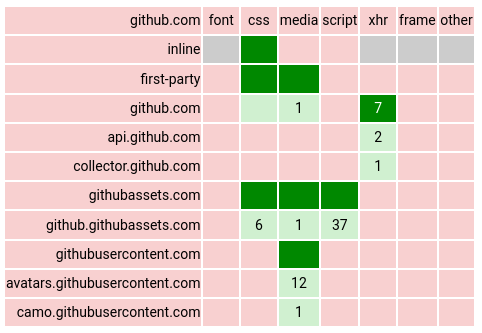 github.com font css media script xhr frame other
inline
first-party
github.com 1 7
api.github.com 2
collector.github.com 1
githubassets.com
github.githubassets.com 6 1 37
githubusercontent.com
avatars.githubusercontent.com 12
camo.githubusercontent.com 1